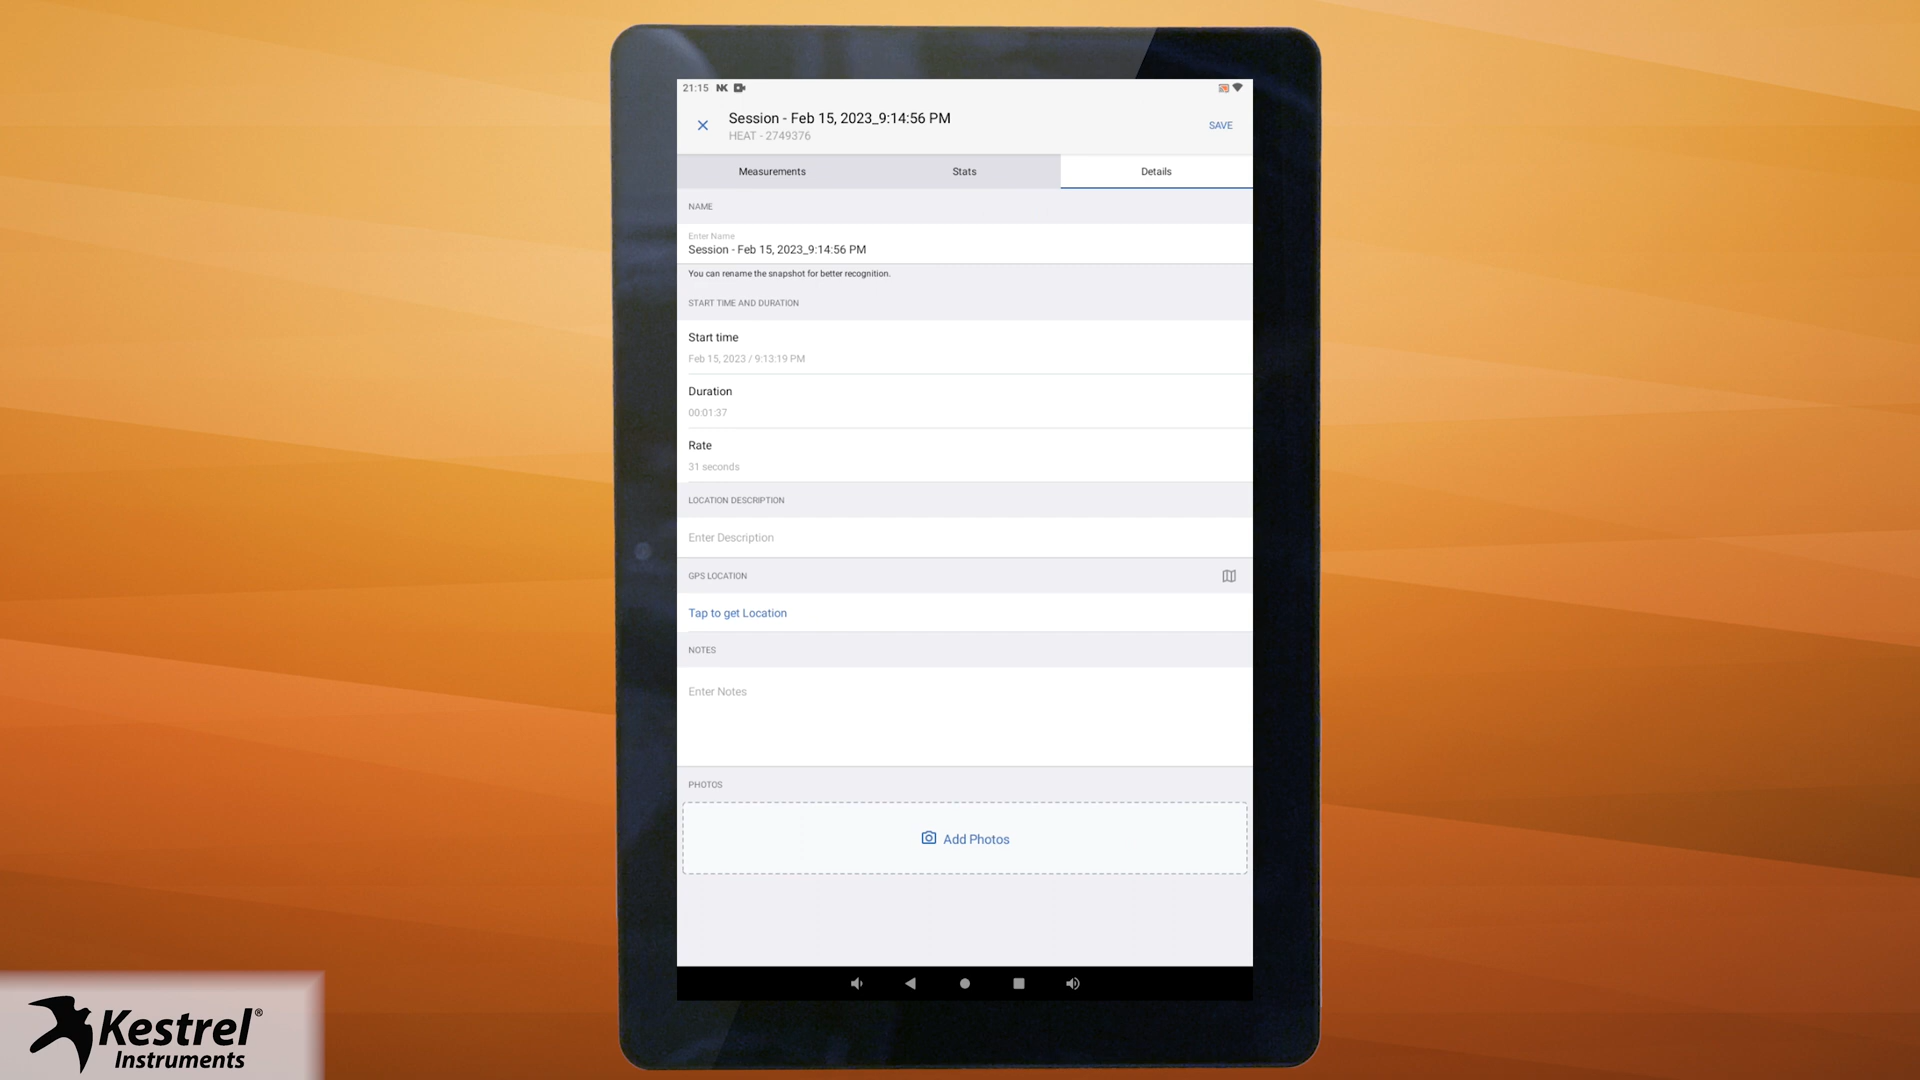 21:15 NK
Session - Feb 15, 2023_9:14:56 PM
HEAT - 2749376
SAVE
Measurements
Stats
Details
NAME
Enter Name
Session - Feb 15, 2023_9:14:56 PM
You can rename the snapshot for better recognition.
START TIME AND DURATION
Start time
Feb 15, 2023 / 9:13:19 PM
Duration
00:01:37
Rate
31 seconds
LOCATION DESCRIPTION
Enter Description
GPS LOCATION
Tap to get Location
NOTES
Enter Notes
PHOTOS
Add Photos
Kestrel®
Instruments